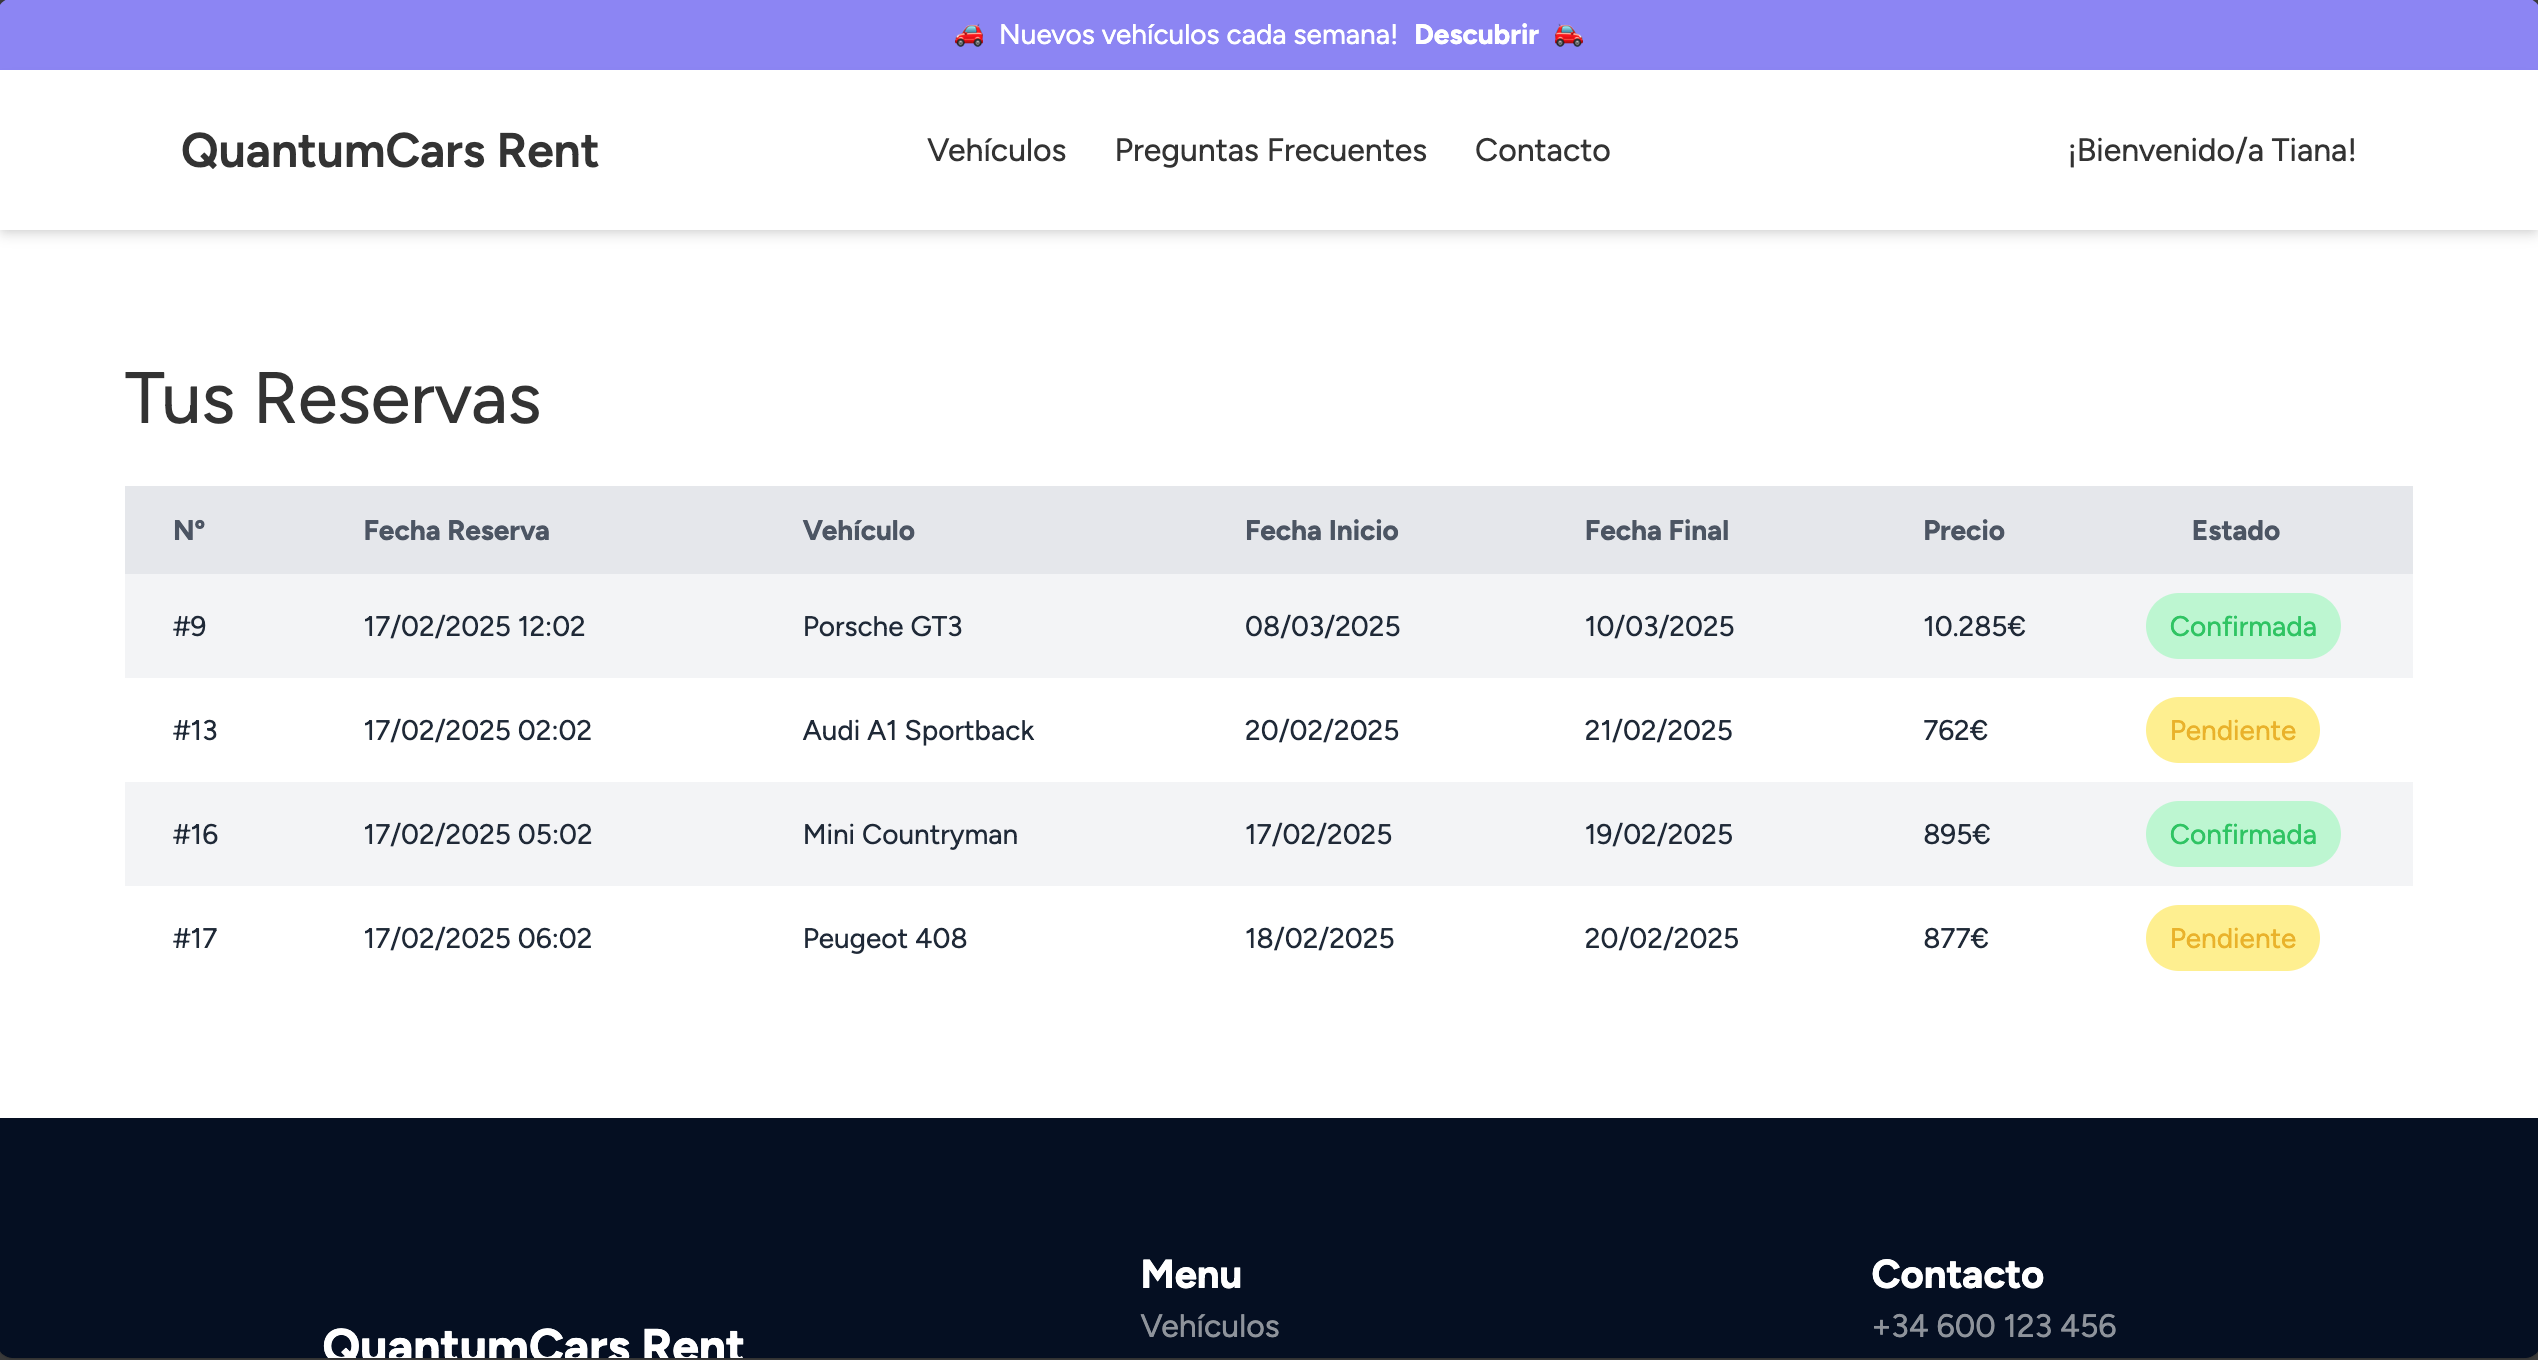 🚗 Nuevos vehículos cada semana! Descubrir 🚗
QuantumCars Rent Vehículos Preguntas Frecuentes Contacto ¡Bienvenido/a Tiana!
Tus Reservas
Nº Fecha Reserva Vehículo Fecha Inicio Fecha Final Precio Estado
#9 17/02/2025 12:02 Porsche GT3 08/03/2025 10/03/2025 10.285€ Confirmada
#13 17/02/2025 02:02 Audi A1 Sportback 20/02/2025 21/02/2025 762€ Pendiente
#16 17/02/2025 05:02 Mini Countryman 17/02/2025 19/02/2025 895€ Confirmada
#17 17/02/2025 06:02 Peugeot 408 18/02/2025 20/02/2025 877€ Pendiente
QuantumCars Rent
Menu
Vehículos
Contacto
+34 600 123 456